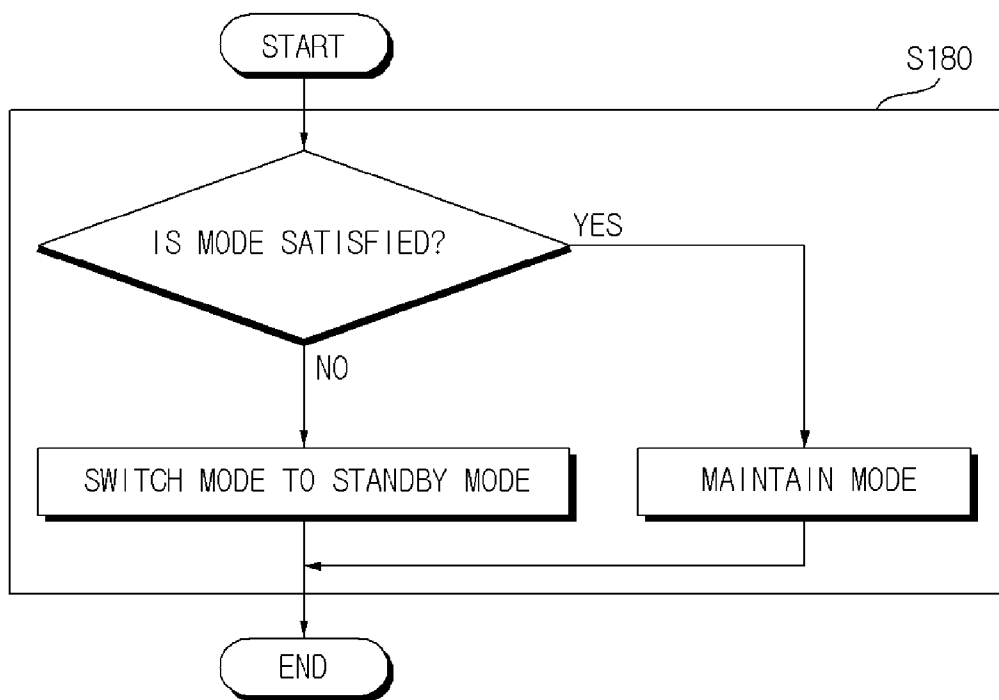 START
S180
IS MODE SATISFIED?
YES
NO
SWITCH MODE TO STANDBY MODE
MAINTAIN MODE
END